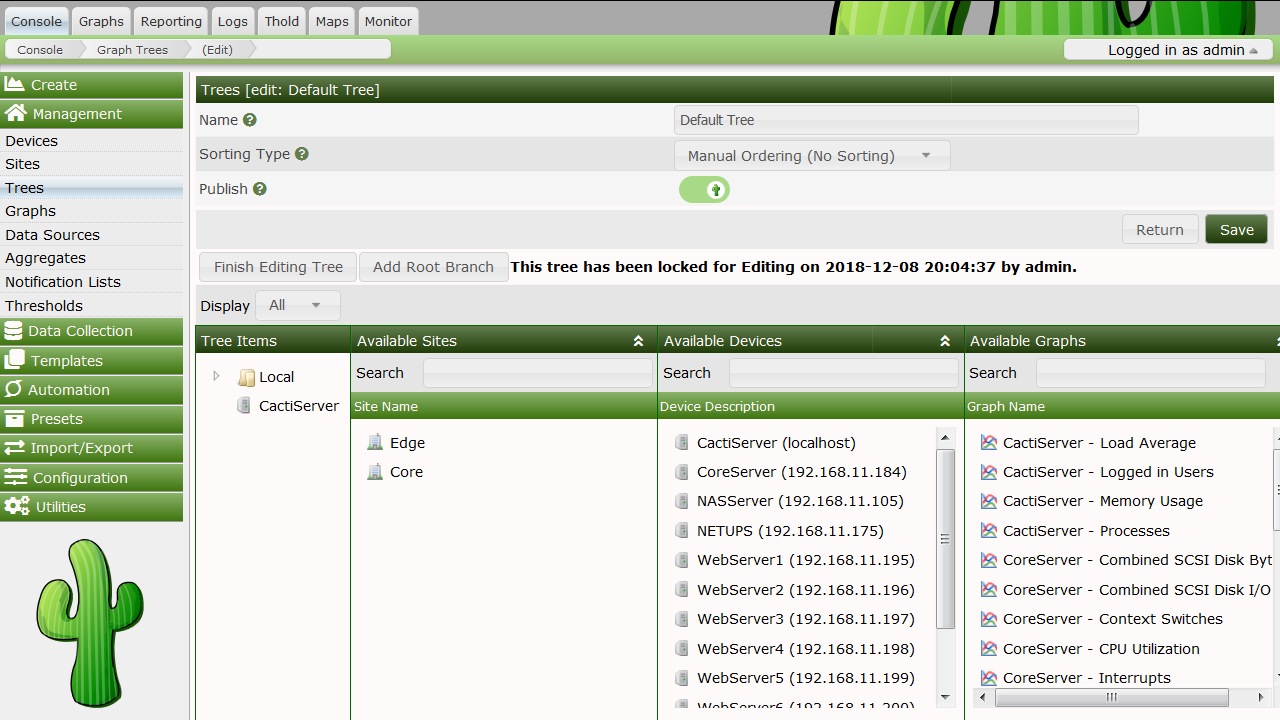 Console Graphs Reporting Logs Thold Maps Monitor
Console Graph Trees (Edit) Logged in as admin
Create
Management
Devices
Sites
Trees
Graphs
Data Sources
Aggregates
Notification Lists
Thresholds
Data Collection
Templates
Automation
Presets
Import/Export
Configuration
Utilities
Trees [edit: Default Tree]
Name Default Tree
Sorting Type Manual Ordering (No Sorting)
Publish
Return Save
Finish Editing Tree Add Root Branch This tree has been locked for Editing on 2018-12-08 20:04:37 by admin.
Display All
Tree Items
Local
CactiServer
Available Sites
Search
Site Name
Edge
Core
Available Devices
Search
Device Description
CactiServer (localhost)
CoreServer (192.168.11.184)
NASServer (192.168.11.105)
NETUPS (192.168.11.175)
WebServer1 (192.168.11.195)
WebServer2 (192.168.11.196)
WebServer3 (192.168.11.197)
WebServer4 (192.168.11.198)
WebServer5 (192.168.11.199)
WebServer6 (192.168.11.200)
Available Graphs
Search
Graph Name
CactiServer - Load Average
CactiServer - Logged in Users
CactiServer - Memory Usage
CactiServer - Processes
CoreServer - Combined SCSI Disk Byt
CoreServer - Combined SCSI Disk I/O
CoreServer - Context Switches
CoreServer - CPU Utilization
CoreServer - Interrupts